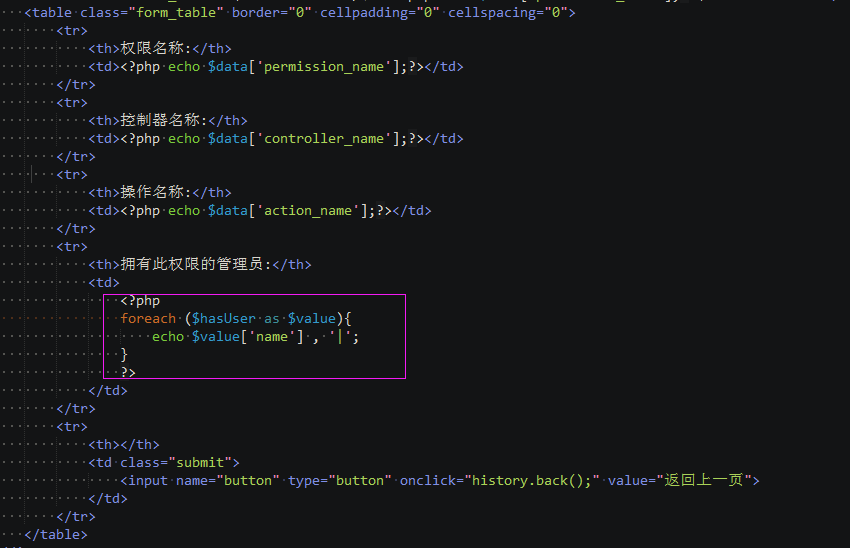 <table class="form_table" border="0" cellpadding="0" cellspacing="0">
<tr>
<th>权限名称:</th>
<td><?php echo $data['permission_name'];?></td>
</tr>
<tr>
<th>控制器名称:</th>
<td><?php echo $data['controller_name'];?></td>
</tr>
<tr>
<th>操作名称:</th>
<td><?php echo $data['action_name'];?></td>
</tr>
<tr>
<th>拥有此权限的管理员:</th>
<td>
<?php
foreach ($hasUser as $value){
echo $value['name'] , '|';
}
?>
</td>
</tr>
<tr>
<th></th>
<td class="submit">
<input name="button" type="button" onclick="history.back();" value="返回上一页">
</td>
</tr>
</table>